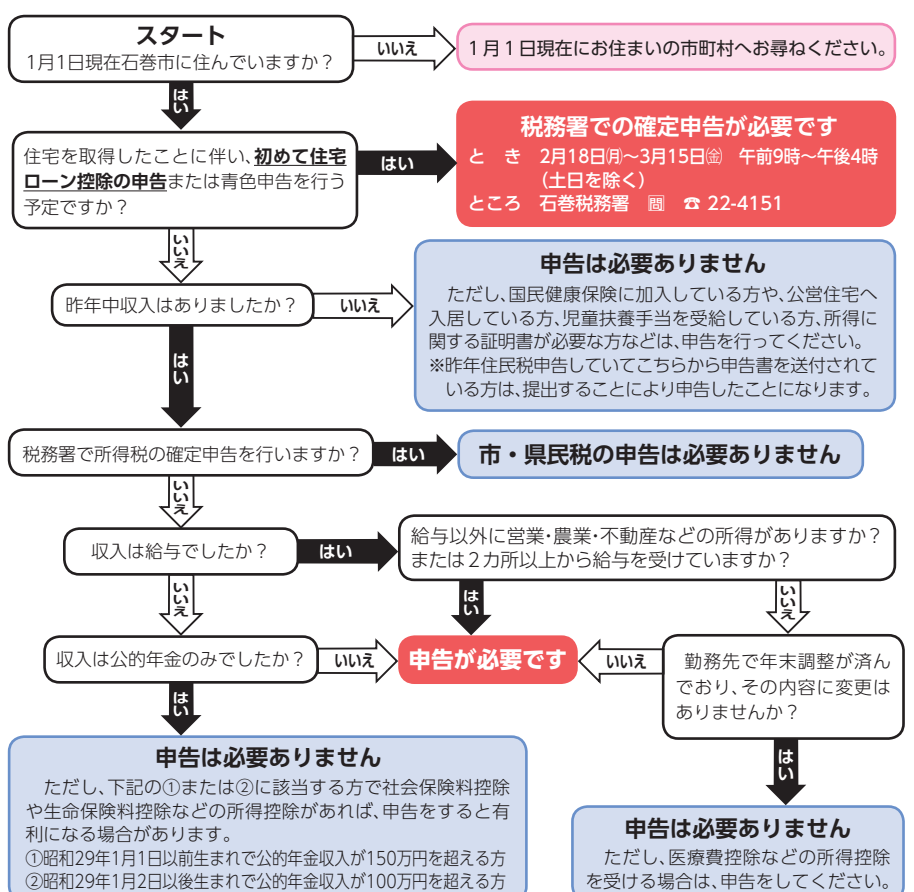 スタート
1月1日現在石巻市に住んでいますか？
いいえ
1月1日現在にお住まいの市町村へお尋ねください。
はい
住宅を取得したことに伴い、初めて住宅
ローン控除の申告または青色申告を行う
予定ですか？
はい
税務署での確定申告が必要です
と　き　2月18日㈪～3月15日㈮　午前9時～午後4時
（土日を除く）
ところ　石巻税務署　問　☎ 22-4151
いいえ
昨年中収入はありましたか？
いいえ
申告は必要ありません
ただし、国民健康保険に加入している方や、公営住宅へ
入居している方、児童扶養手当を受給している方、所得に
関する証明書が必要な方などは、申告を行ってください。
※昨年住民税申告していてこちらから申告書を送付されて
いる方は、提出することにより申告したことになります。
はい
税務署で所得税の確定申告を行いますか？
はい
市・県民税の申告は必要ありません
いいえ
収入は給与でしたか？
はい
給与以外に営業・農業・不動産などの所得がありますか？
または2カ所以上から給与を受けていますか？
いいえ
はい
いいえ
収入は公的年金のみでしたか？
いいえ
申告が必要です
いいえ
勤務先で年末調整が済ん
でおり、その内容に変更は
ありませんか？
はい
申告は必要ありません
ただし、下記の①または②に該当する方で社会保険料控除
や生命保険料控除などの所得控除があれば、申告をすると有
利になる場合があります。
①昭和29年1月1日以前生まれで公的年金収入が150万円を超える方
②昭和29年1月2日以後生まれで公的年金収入が100万円を超える方
はい
申告は必要ありません
ただし、医療費控除などの所得控除
を受ける場合は、申告をしてください。